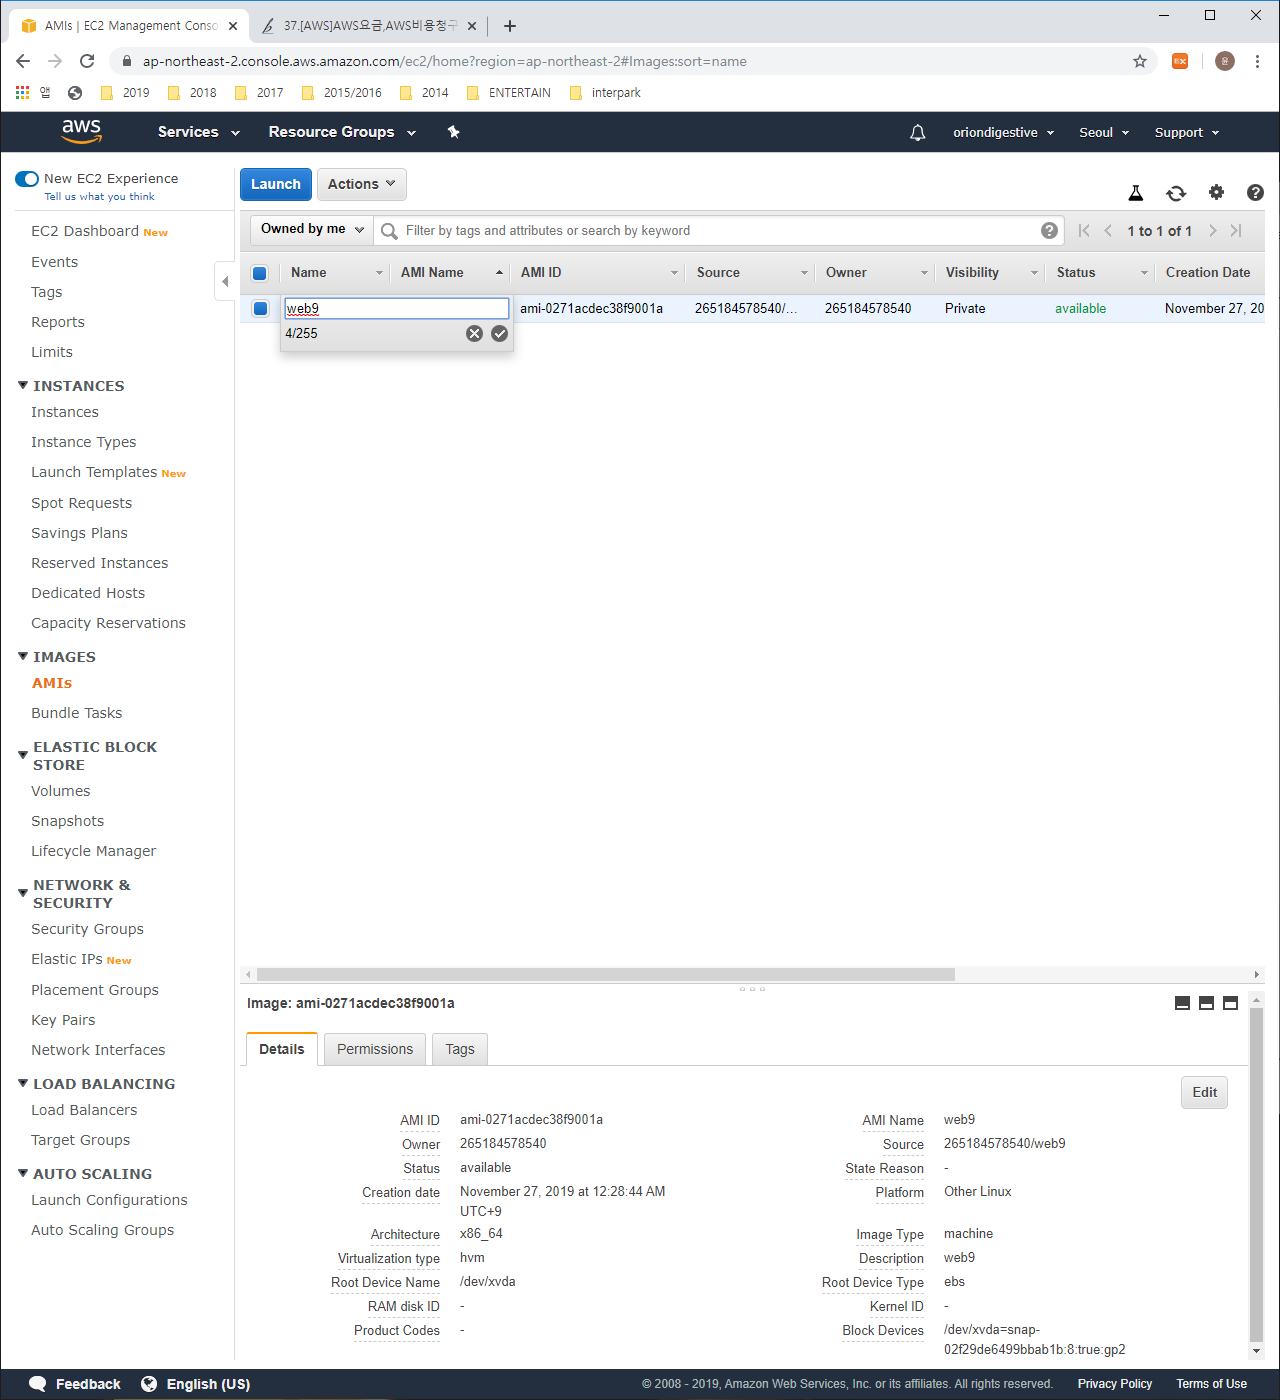 AMIs | EC2 Management Conso
37.[AWS]AWS요금,AWS비용청구
ap-northeast-2.console.aws.amazon.com/ec2/home?region=ap-northeast-2#Images:sort=name
앱
2019
2018
2017
2015/2016
2014
ENTERTAIN
interpark
aws
Services
Resource Groups
oriondigestive
Seoul
Support
New EC2 Experience
Tell us what you think
EC2 Dashboard New
Events
Tags
Reports
Limits
INSTANCES
Instances
Instance Types
Launch Templates New
Spot Requests
Savings Plans
Reserved Instances
Dedicated Hosts
Capacity Reservations
IMAGES
AMIs
Bundle Tasks
ELASTIC BLOCK
STORE
Volumes
Snapshots
Lifecycle Manager
NETWORK &
SECURITY
Security Groups
Elastic IPs New
Placement Groups
Key Pairs
Network Interfaces
LOAD BALANCING
Load Balancers
Target Groups
AUTO SCALING
Launch Configurations
Auto Scaling Groups
Launch
Actions
Owned by me
Filter by tags and attributes or search by keyword
1 to 1 of 1
Name
AMI Name
AMI ID
Source
Owner
Visibility
Status
Creation Date
web9
ami-0271acdec38f9001a
265184578540/...
265184578540
Private
available
November 27, 20
4/255
Image: ami-0271acdec38f9001a
Details
Permissions
Tags
Edit
AMI ID ami-0271acdec38f9001a
AMI Name web9
Owner 265184578540
Source 265184578540/web9
Status available
State Reason -
Creation date November 27, 2019 at 12:28:44 AM
UTC+9
Platform Other Linux
Architecture x86_64
Image Type machine
Virtualization type hvm
Description web9
Root Device Name /dev/xvda
Root Device Type ebs
RAM disk ID -
Kernel ID -
Product Codes -
Block Devices /dev/xvda=snap-
02f29de6499bbab1b:8:true:gp2
Feedback
English (US)
© 2008 - 2019, Amazon Web Services, Inc. or its affiliates. All rights reserved.
Privacy Policy
Terms of Use